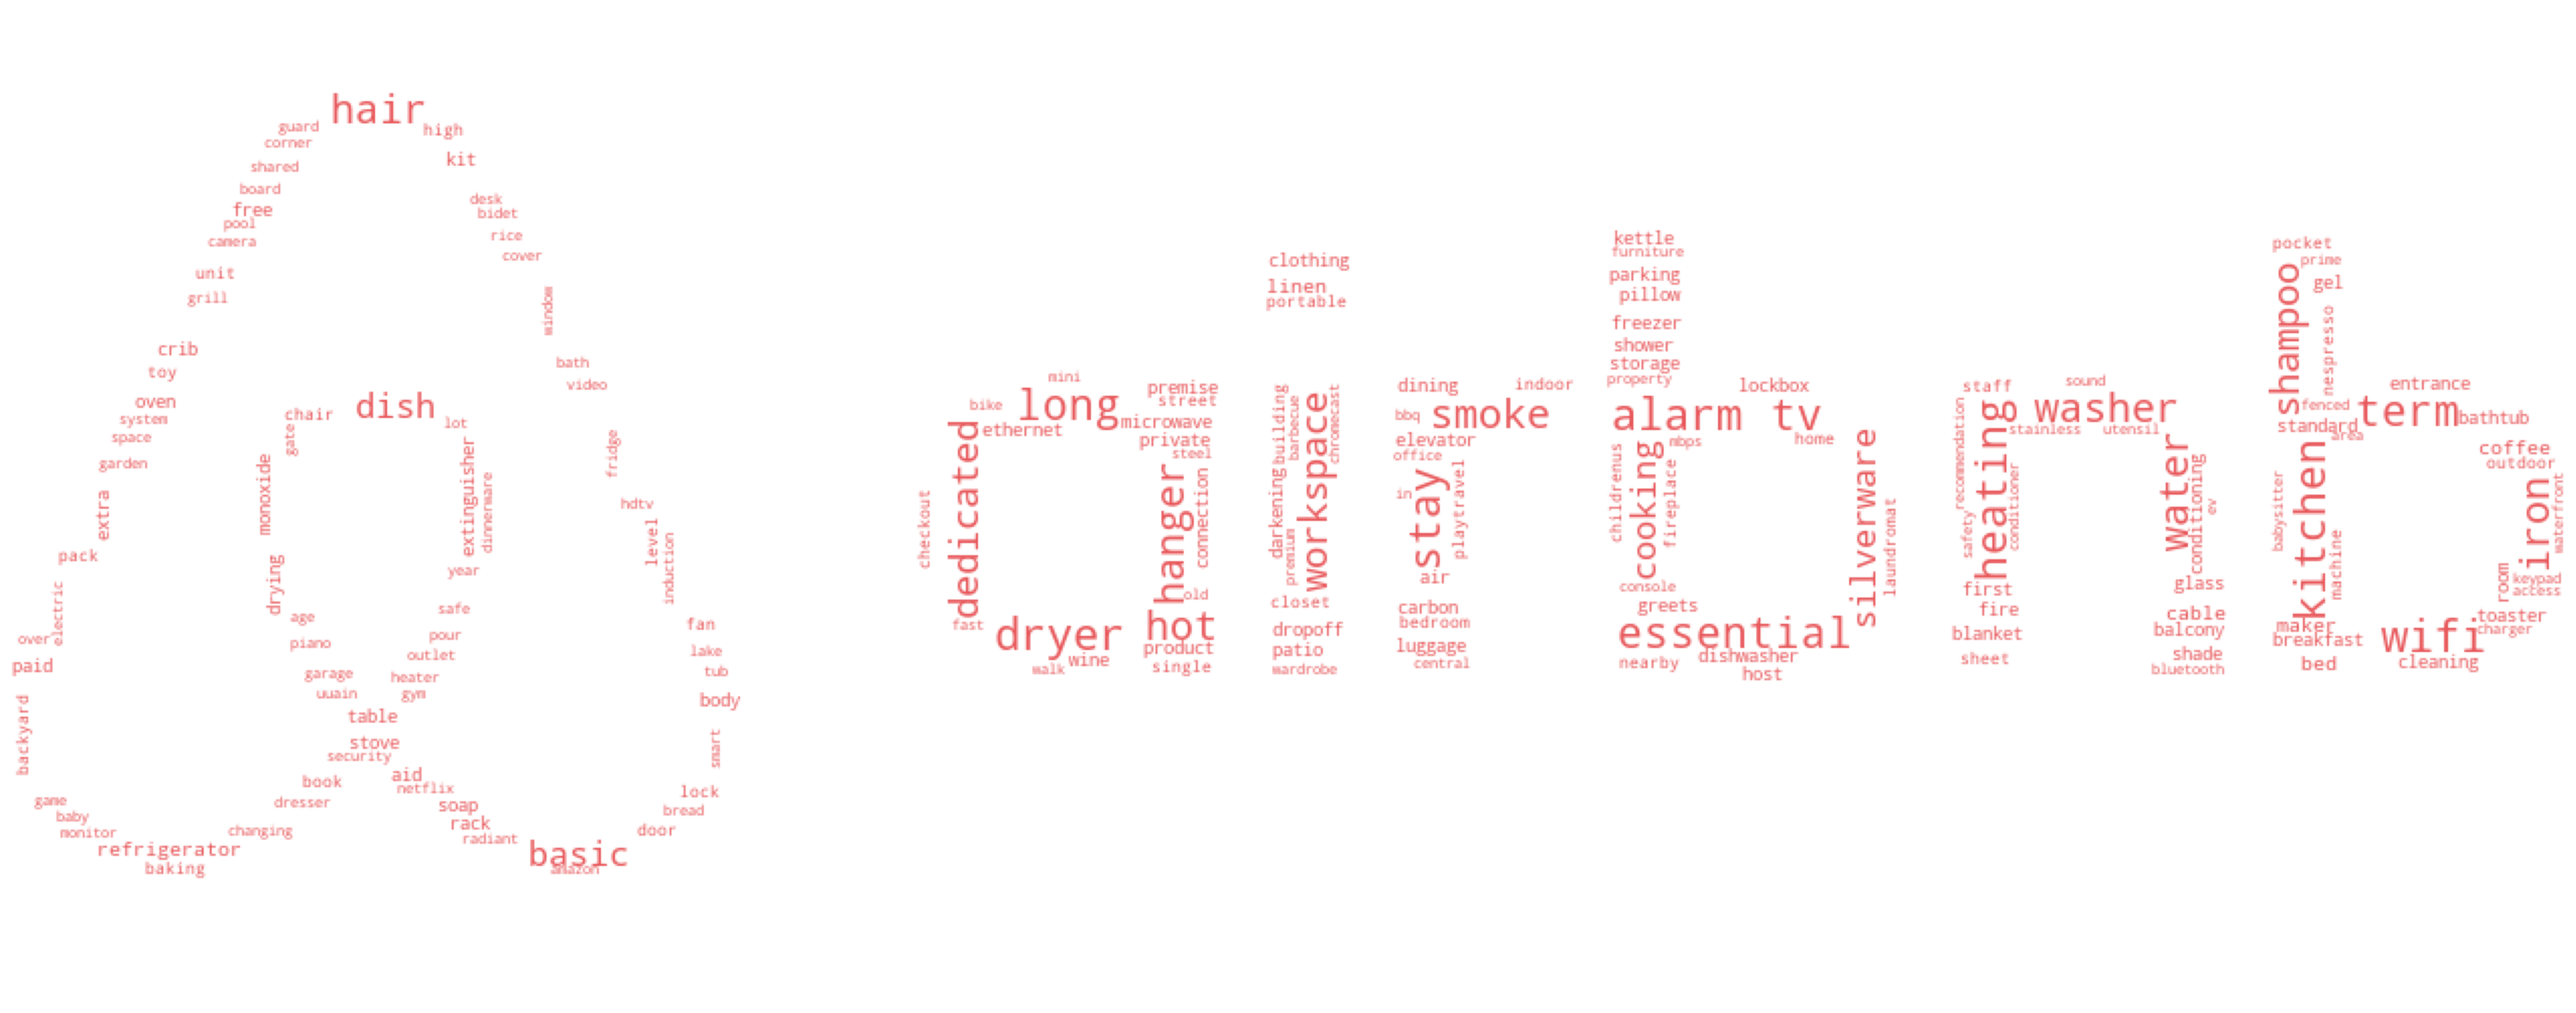 hair
guard
high
corner
kit
shared
board
desk
free
bidet
pool
rice
camera
cover
unit
grill
window
crib
bath
toy
video
oven
system
space
garden
fridge
extra
hdtv
level
pack
induction
electric
over
paid
fan
lake
tub
body
backyard
smart
game
baby
monitor
lock
bread
door
refrigerator
baking
changing
dresser
book
security
stove
table
aid
netflix
soap
rack
radiant
basic
amazon
dish
chair
lot
gate
monoxide
extinguisher
dinnerware
drying
year
age
safe
piano
pour
outlet
garage
heater
uuain
gym
mini
long
bike
ethernet
premise
street
microwave
private
steel
dedicated
checkout
hanger
connection
old
fast
dryer
hot
product
wine
walk
single
clothing
linen
portable
building
barbecue
workspace
chromecast
darkening
premium
closet
dropoff
patio
wardrobe
dining
indoor
bbq
smoke
elevator
office
in
stay
playtravel
air
carbon
bedroom
luggage
central
kettle
furniture
parking
pillow
freezer
shower
storage
property
lockbox
alarm tv
mbps
home
childrenus
cooking
fireplace
silverware
laundromat
console
greets
essential
nearby
dishwasher
host
staff
sound
washer
stainless
utensil
recommendation
heating
safety
conditioner
water
conditioning
ev
first
glass
fire
cable
blanket
balcony
sheet
shade
bluetooth
pocket
prime
gel
shampoo
nespresso
fenced
standard
area
term
entrance
bathtub
coffee
outdoor
babysitter
kitchen
machine
iron
waterfront
room
keypad
access
toaster
charger
maker
breakfast
wifi
bed
cleaning